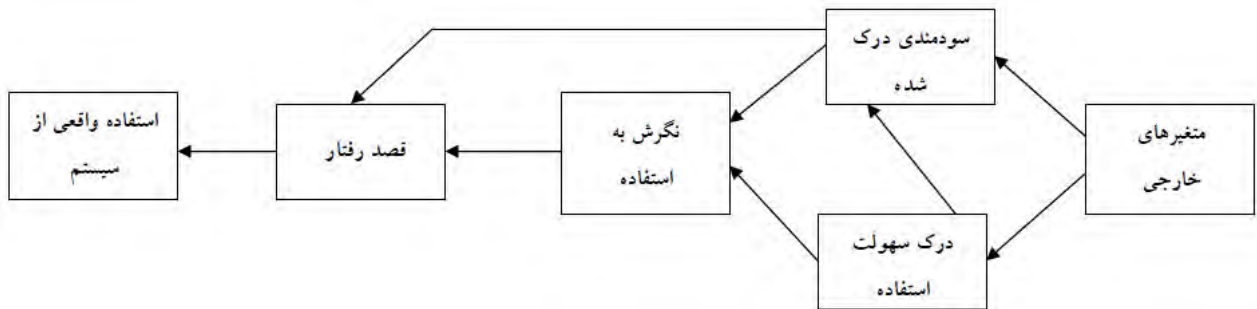 سودمندی درک
شده
متغیرهای
خارجی
درک سهولت
استفاده
نگرش به
استفاده
قصد رفتار
استفاده واقعی از
سیستم